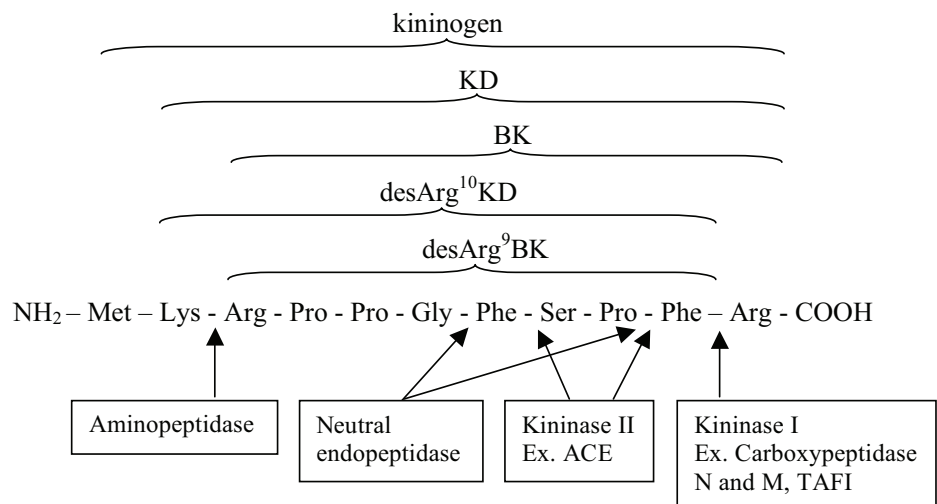 kininogen
KD
BK
desArg¹⁰KD
desArg⁹BK
NH₂ – Met – Lys - Arg - Pro - Pro - Gly - Phe - Ser - Pro - Phe – Arg - COOH
Aminopeptidase
Neutral
endopeptidase
Kininase II
Ex. ACE
Kininase I
Ex. Carboxypeptidase
N and M, TAFI